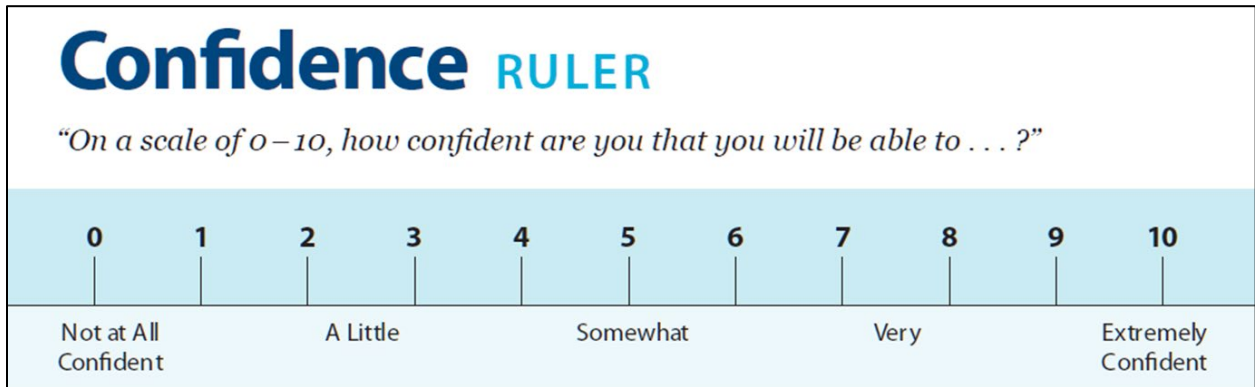 Confidence RULER
“On a scale of 0–10, how confident are you that you will be able to . . . ?”
0 1 2 3 4 5 6 7 8 9 10
Not at All Confident A Little Somewhat Very Extremely Confident